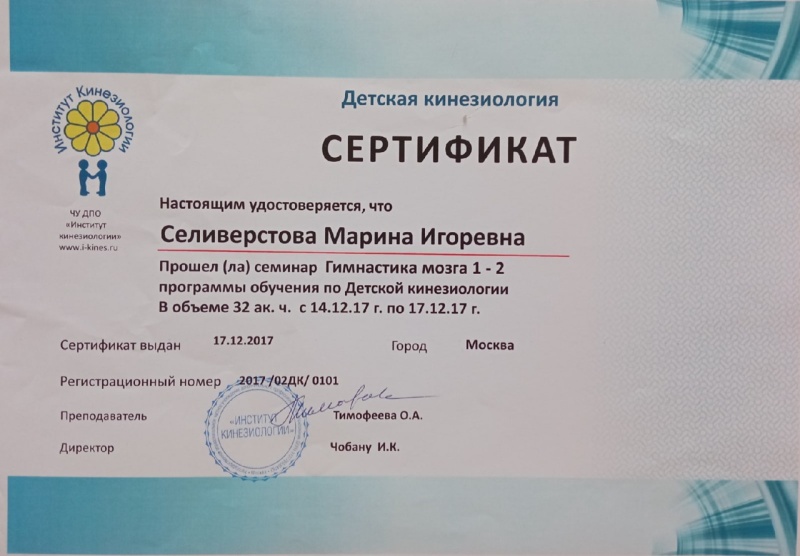 Детская кинезиология
Институт Кинезиологии
СЕРТИФИКАТ
ЧУ ДПО
«Институт
кинезиологии»
www.i-kines.ru
Настоящим удостоверяется, что
Селиверстова Марина Игоревна
Прошел (ла) семинар Гимнастика мозга 1 - 2
программы обучения по Детской кинезиологии
В объеме 32 ак. ч. с 14.12.17 г. по 17.12.17 г.
Сертификат выдан 17.12.2017 Город Москва
Регистрационный номер 2017 /02ДК/ 0101
Преподаватель Тимофеева О.А.
«ИНСТИТУТ
КИНЕЗИОЛОГИИ»
Директор Чобану И.К.